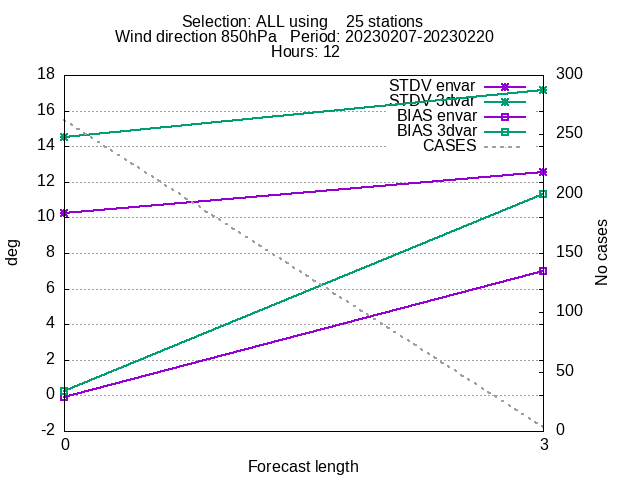 Selection: ALL using 25 stations
Wind direction 850hPa Period: 20230207-20230220
Hours: 12
18
16
14
12
10
8
6
4
2
0
-2
deg
300
250
200
150
100
50
0
No cases
STDV envar
STDV 3dvar
BIAS envar
BIAS 3dvar
CASES
0 3
Forecast length